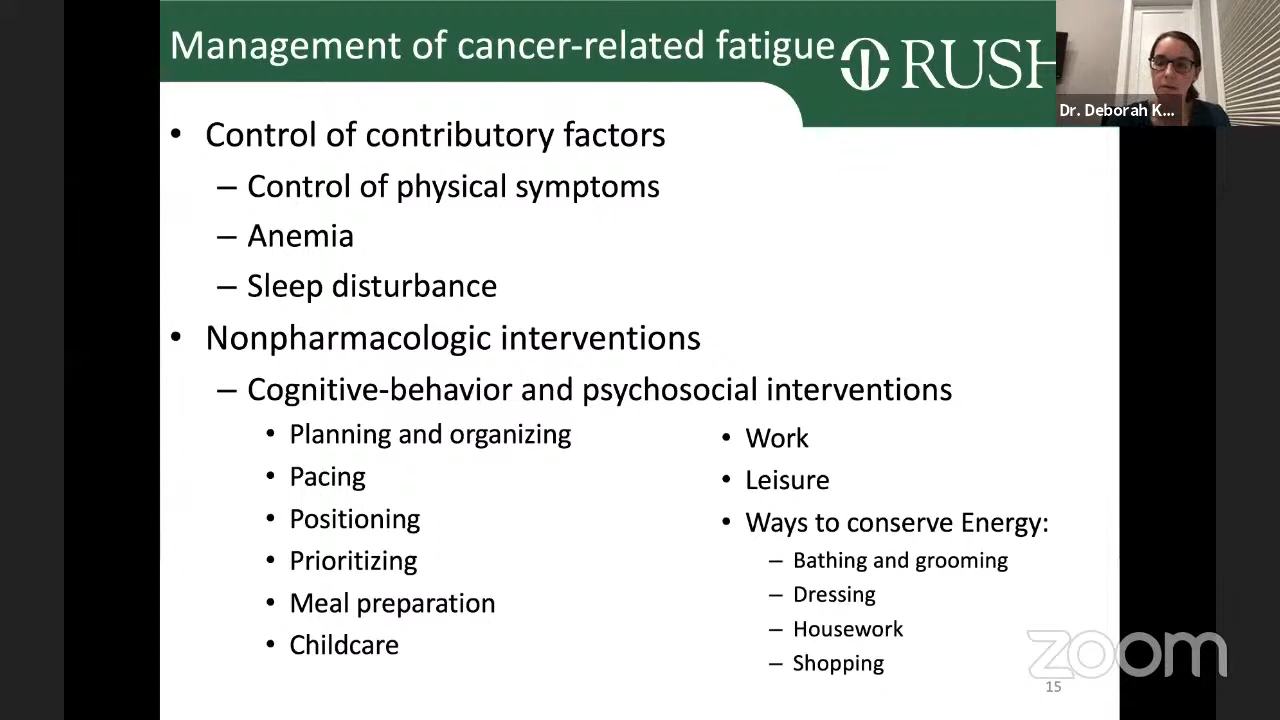 Management of cancer-related fatigue
RUSH
Dr. Deborah K...
• Control of contributory factors
– Control of physical symptoms
– Anemia
– Sleep disturbance
• Nonpharmacologic interventions
– Cognitive-behavior and psychosocial interventions
• Planning and organizing
• Pacing
• Positioning
• Prioritizing
• Meal preparation
• Childcare
• Work
• Leisure
• Ways to conserve Energy:
– Bathing and grooming
– Dressing
– Housework
– Shopping
zoom
15